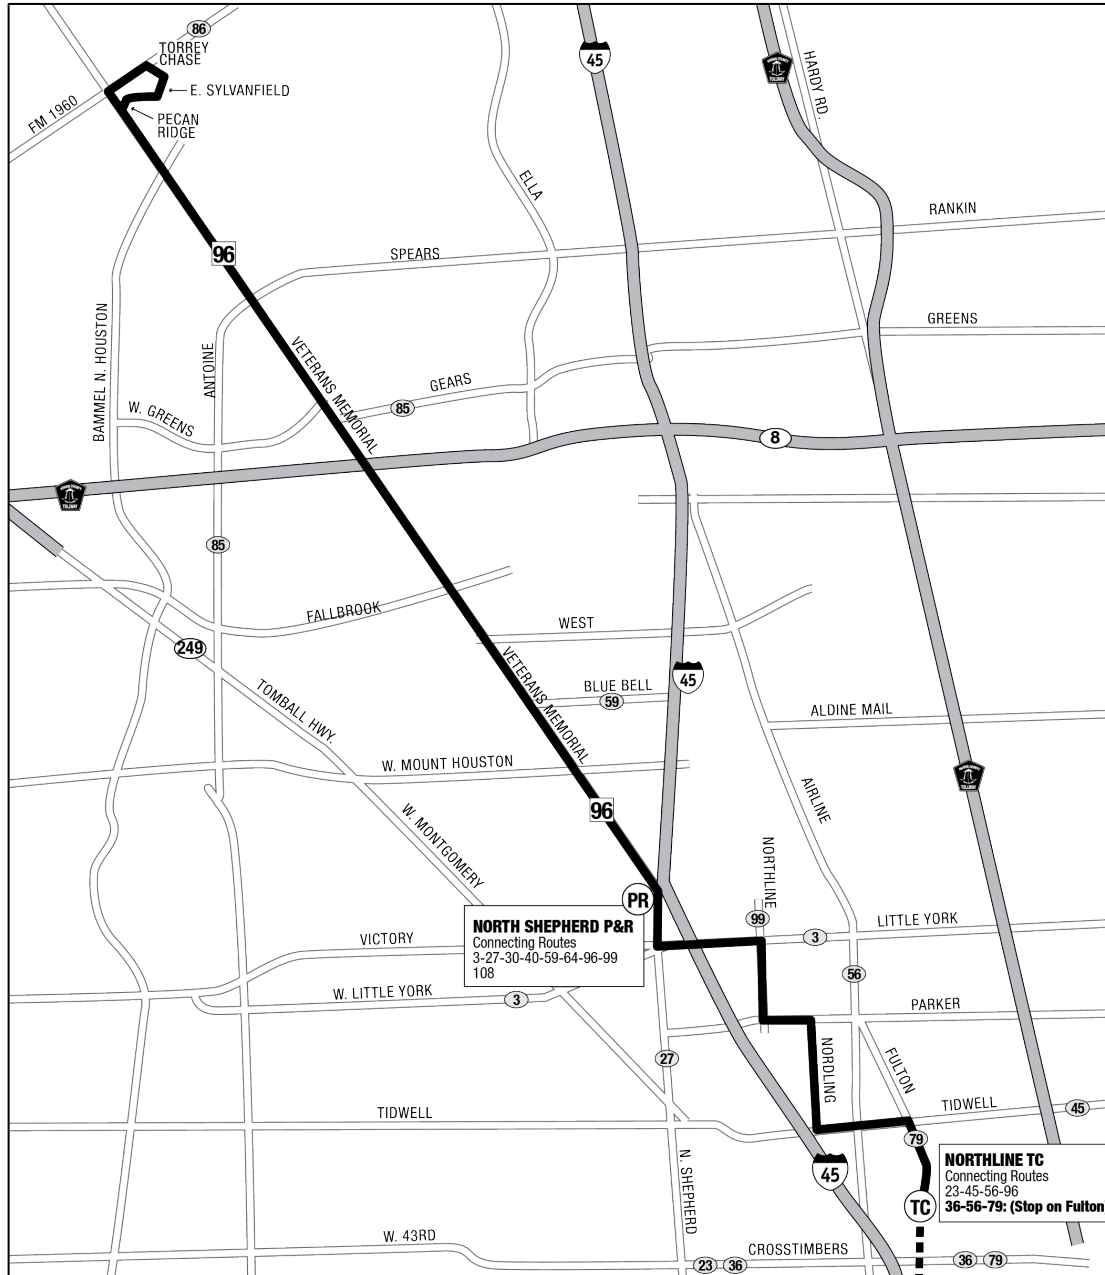 86
TORREY
CHASE
E. SYLVANFIELD
FM 1960
PECAN
RIDGE
45
HARDY RD.
ELLA
RANKIN
96
SPEARS
GREENS
BAMMEL N. HOUSTON
ANTOINE
VETERANS MEMORIAL
GEARS
85
W. GREENS
8
85
FALLBROOK
WEST
249
VETERANS MEMORIAL
45
BLUE BELL
59
TOMBALL HWY.
ALDINE MAIL
W. MOUNT HOUSTON
96
AIRLINE
W. MONTGOMERY
NORTHLINE
PR
NORTH SHEPHERD P&R
Connecting Routes
3-27-30-40-59-64-96-99
108
99
3
LITTLE YORK
VICTORY
56
W. LITTLE YORK
3
PARKER
27
NORDLING
FULTON
TIDWELL
TIDWELL
45
79
N. SHEPHERD
45
NORTHLINE TC
Connecting Routes
23-45-56-96
36-56-79: (Stop on Fulton
TC
W. 43RD
CROSSTIMBERS
23
36
36
79